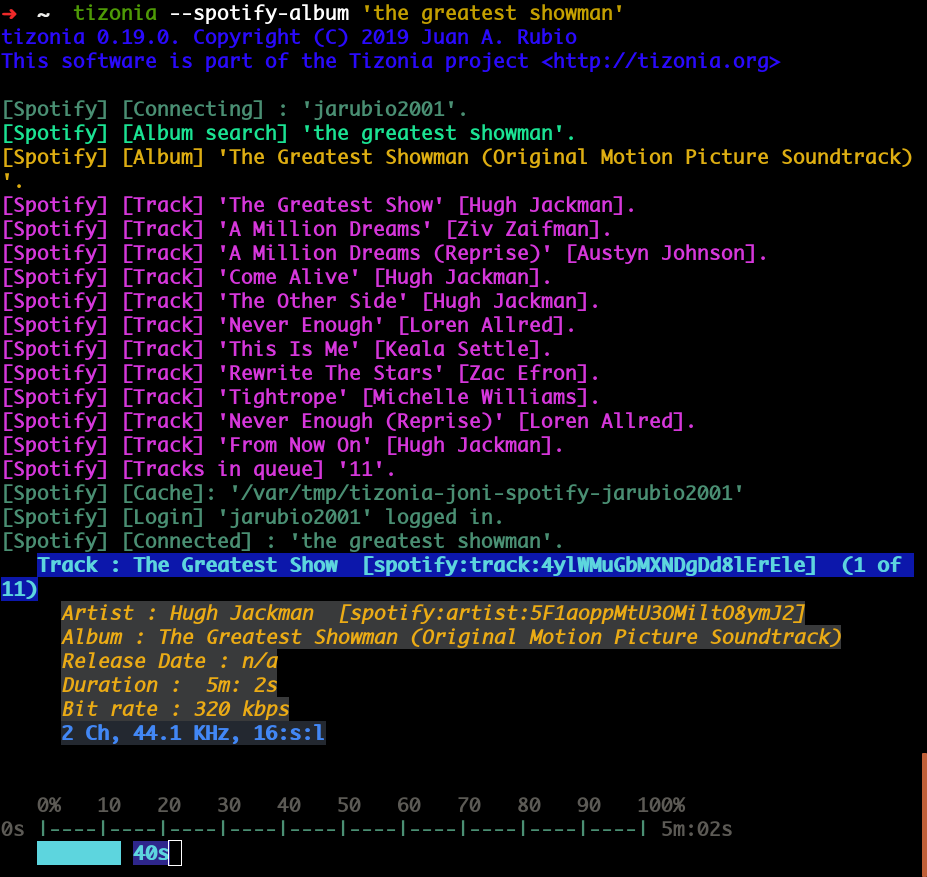 ➜  ~  tizonia --spotify-album 'the greatest showman'
tizonia 0.19.0. Copyright (C) 2019 Juan A. Rubio
This software is part of the Tizonia project <http://tizonia.org>
[Spotify] [Connecting] : 'jarubio2001'.
[Spotify] [Album search] 'the greatest showman'.
[Spotify] [Album] 'The Greatest Showman (Original Motion Picture Soundtrack)
'.
[Spotify] [Track] 'The Greatest Show' [Hugh Jackman].
[Spotify] [Track] 'A Million Dreams' [Ziv Zaifman].
[Spotify] [Track] 'A Million Dreams (Reprise)' [Austyn Johnson].
[Spotify] [Track] 'Come Alive' [Hugh Jackman].
[Spotify] [Track] 'The Other Side' [Hugh Jackman].
[Spotify] [Track] 'Never Enough' [Loren Allred].
[Spotify] [Track] 'This Is Me' [Keala Settle].
[Spotify] [Track] 'Rewrite The Stars' [Zac Efron].
[Spotify] [Track] 'Tightrope' [Michelle Williams].
[Spotify] [Track] 'Never Enough (Reprise)' [Loren Allred].
[Spotify] [Track] 'From Now On' [Hugh Jackman].
[Spotify] [Tracks in queue] '11'.
[Spotify] [Cache]: '/var/tmp/tizonia-joni-spotify-jarubio2001'
[Spotify] [Login] 'jarubio2001' logged in.
[Spotify] [Connected] : 'the greatest showman'.
Track : The Greatest Show  [spotify:track:4ylWMuGbMXNDgDd8lErEle]  (1 of
11)
Artist : Hugh Jackman  [spotify:artist:5F1aoppMtU3OMiltO8ymJ2]
Album : The Greatest Showman (Original Motion Picture Soundtrack)
Release Date : n/a
Duration :  5m: 2s
Bit rate : 320 kbps
2 Ch, 44.1 KHz, 16:s:l
0%   10   20   30   40   50   60   70   80   90   100%
0s |----|----|----|----|----|----|----|----|----|----| 5m:02s
40s